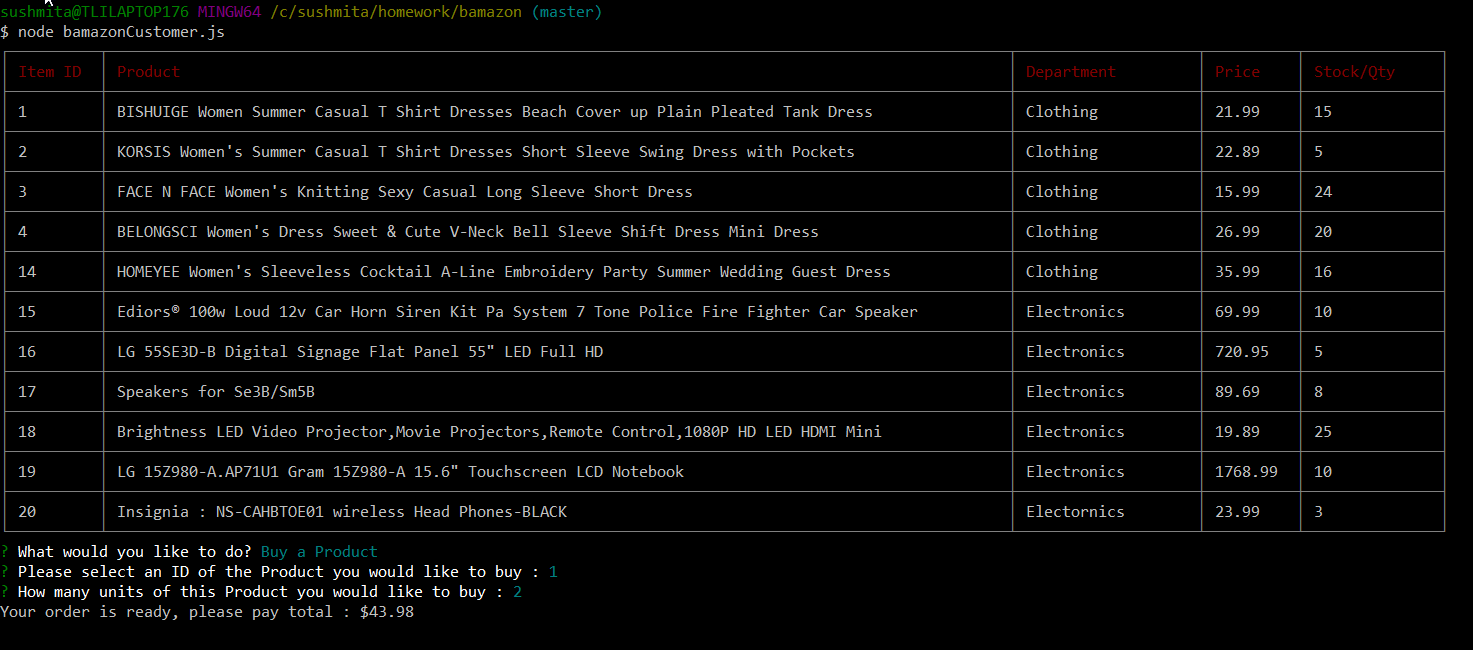 sushmita@TLILAPTOP176 MINGW64 /c/sushmita/homework/bamazon (master)
$ node bamazonCustomer.js
Item ID Product Department Price Stock/Qty
1 BISHUIGE Women Summer Casual T Shirt Dresses Beach Cover up Plain Pleated Tank Dress Clothing 21.99 15
2 KORSIS Women's Summer Casual T Shirt Dresses Short Sleeve Swing Dress with Pockets Clothing 22.89 5
3 FACE N FACE Women's Knitting Sexy Casual Long Sleeve Short Dress Clothing 15.99 24
4 BELONGSCI Women's Dress Sweet & Cute V-Neck Bell Sleeve Shift Dress Mini Dress Clothing 26.99 20
14 HOMEYEE Women's Sleeveless Cocktail A-Line Embroidery Party Summer Wedding Guest Dress Clothing 35.99 16
15 Ediors® 100w Loud 12v Car Horn Siren Kit Pa System 7 Tone Police Fire Fighter Car Speaker Electronics 69.99 10
16 LG 55SE3D-B Digital Signage Flat Panel 55" LED Full HD Electronics 720.95 5
17 Speakers for Se3B/Sm5B Electronics 89.69 8
18 Brightness LED Video Projector,Movie Projectors,Remote Control,1080P HD LED HDMI Mini Electronics 19.89 25
19 LG 15Z980-A.AP71U1 Gram 15Z980-A 15.6" Touchscreen LCD Notebook Electronics 1768.99 10
20 Insignia : NS-CAHBTOE01 wireless Head Phones-BLACK Electornics 23.99 3
? What would you like to do? Buy a Product
? Please select an ID of the Product you would like to buy : 1
? How many units of this Product you would like to buy : 2
Your order is ready, please pay total : $43.98